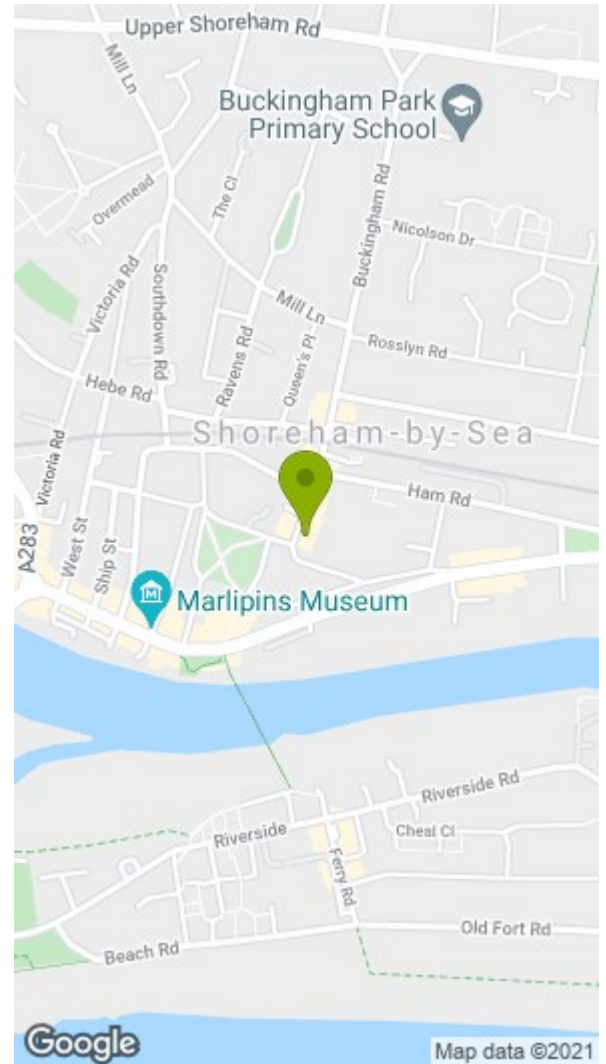 Upper Shoreham Rd
Mill Ln
Buckingham Park
Primary School
Overmead
The Cl
Buckingham Rd
Nicolson Dr
Victoria Rd
Southdown Rd
Mill Ln
Ravens Rd
Queen's Pl
Rosslyn Rd
Hebe Rd
Shoreham-by-Sea
Victoria Rd
Ham Rd
A283
West St
Ship St
M
Marlipins Museum
Riverside Rd
Riverside
Cheal Cl
Ferry Rd
Old Fort Rd
Beach Rd
Google
Map data ©2021